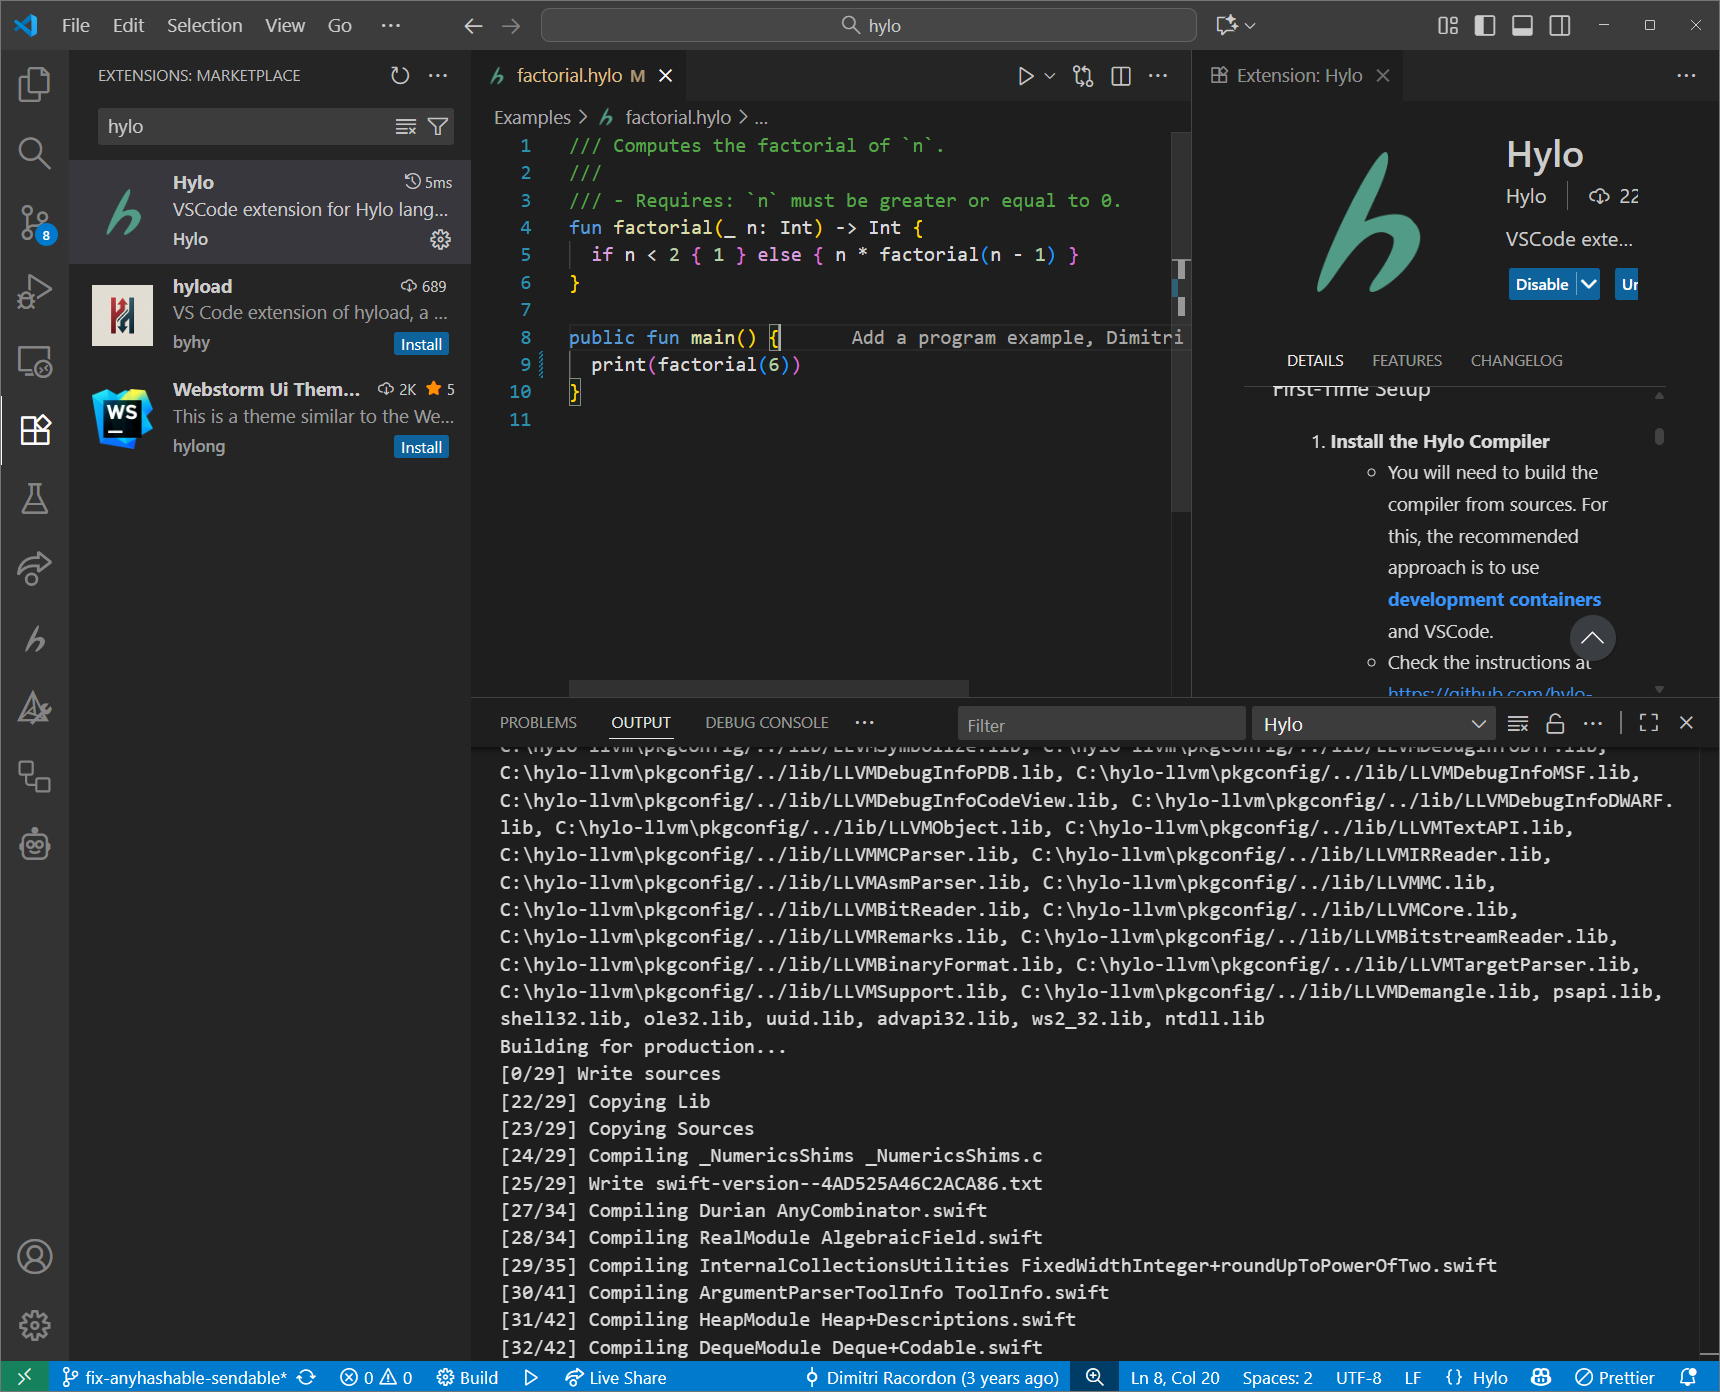 File Edit Selection View Go ···
hylo
EXTENSIONS: MARKETPLACE
hylo
Hylo 5ms
VSCode extension for Hylo lang...
Hylo
hyload 689
VS Code extension of hyload, a ...
byhy Install
Webstorm Ui Them... 2K 5
This is a theme similar to the We...
hylong Install
factorial.hylo M
Examples > factorial.hylo > ...
1 /// Computes the factorial of `n`.
2 ///
3 /// - Requires: `n` must be greater or equal to 0.
4 fun factorial(_ n: Int) -> Int {
5 if n < 2 { 1 } else { n * factorial(n - 1) }
6 }
7
8 public fun main() { Add a program example, Dimitri
9 print(factorial(6))
10 }
11
Extension: Hylo
Hylo
Hylo 22
VSCode exte...
Disable Un
DETAILS FEATURES CHANGELOG
First-Time Setup
1. Install the Hylo Compiler
You will need to build the
compiler from sources. For
this, the recommended
approach is to use
development containers
and VSCode.
Check the instructions at
https://github.com/hylo-
PROBLEMS OUTPUT DEBUG CONSOLE ···
Filter
Hylo
C:\hylo-llvm\pkgconfig/../lib/LLVMSymbolize.lib, C:\hylo-llvm\pkgconfig/../lib/LLVMDebugInfoBTF.lib,
C:\hylo-llvm\pkgconfig/../lib/LLVMDebugInfoPDB.lib, C:\hylo-llvm\pkgconfig/../lib/LLVMDebugInfoMSF.lib,
C:\hylo-llvm\pkgconfig/../lib/LLVMDebugInfoCodeView.lib, C:\hylo-llvm\pkgconfig/../lib/LLVMDebugInfoDWARF.
lib, C:\hylo-llvm\pkgconfig/../lib/LLVMObject.lib, C:\hylo-llvm\pkgconfig/../lib/LLVMTextAPI.lib,
C:\hylo-llvm\pkgconfig/../lib/LLVMMCParser.lib, C:\hylo-llvm\pkgconfig/../lib/LLVMIRReader.lib,
C:\hylo-llvm\pkgconfig/../lib/LLVMAsmParser.lib, C:\hylo-llvm\pkgconfig/../lib/LLVMMC.lib,
C:\hylo-llvm\pkgconfig/../lib/LLVMBitReader.lib, C:\hylo-llvm\pkgconfig/../lib/LLVMCore.lib,
C:\hylo-llvm\pkgconfig/../lib/LLVMRemarks.lib, C:\hylo-llvm\pkgconfig/../lib/LLVMBitstreamReader.lib,
C:\hylo-llvm\pkgconfig/../lib/LLVMBinaryFormat.lib, C:\hylo-llvm\pkgconfig/../lib/LLVMTargetParser.lib,
C:\hylo-llvm\pkgconfig/../lib/LLVMSupport.lib, C:\hylo-llvm\pkgconfig/../lib/LLVMDemangle.lib, psapi.lib,
shell32.lib, ole32.lib, uuid.lib, advapi32.lib, ws2_32.lib, ntdll.lib
Building for production...
[0/29] Write sources
[22/29] Copying Lib
[23/29] Copying Sources
[24/29] Compiling _NumericsShims _NumericsShims.c
[25/29] Write swift-version--4AD525A46C2ACA86.txt
[27/34] Compiling Durian AnyCombinator.swift
[28/34] Compiling RealModule AlgebraicField.swift
[29/35] Compiling InternalCollectionsUtilities FixedWidthInteger+roundUpToPowerOfTwo.swift
[30/41] Compiling ArgumentParserToolInfo ToolInfo.swift
[31/42] Compiling HeapModule Heap+Descriptions.swift
[32/42] Compiling DequeModule Deque+Codable.swift
8
WS
fix-anyhashable-sendable* 0 0 Build Live Share Dimitri Racordon (3 years ago) Ln 8, Col 20 Spaces: 2 UTF-8 LF {} Hylo Prettier